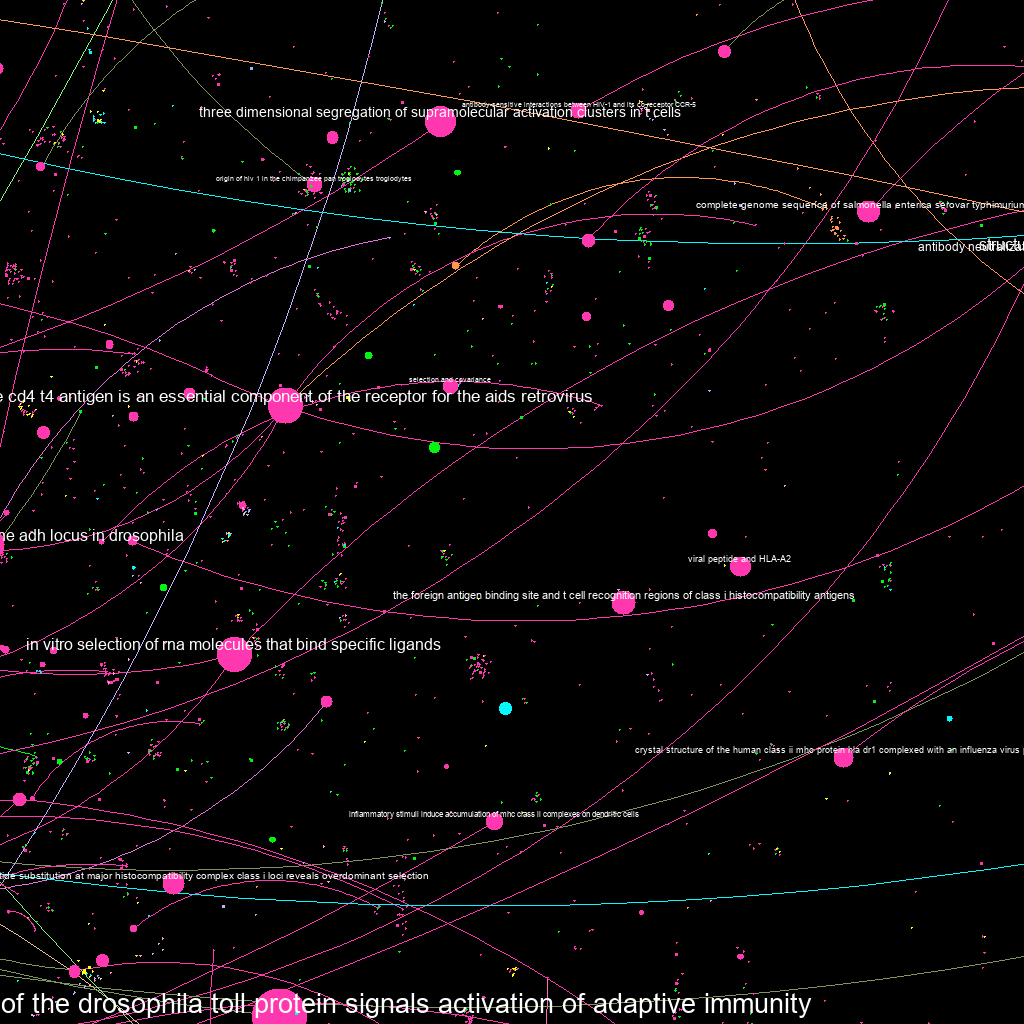 antibody-sensitive interactions between HIV-1 and its co-receptor CCR-5
three dimensional segregation of supramolecular activation clusters in t cells
origin of hiv 1 in the chimpanzee pan troglodytes troglodytes
complete genome sequence of salmonella enterica serovar typhimurium
structu
antibody neutraliza
selection and covariance
e cd4 t4 antigen is an essential component of the receptor for the aids retrovirus
ne adh locus in drosophila
viral peptide and HLA-A2
the foreign antigen binding site and t cell recognition regions of class i histocompatibility antigens
in vitro selection of rna molecules that bind specific ligands
crystal structure of the human class ii mhc protein hla dr1 complexed with an influenza virus
inflammatory stimuli induce accumulation of mhc class ii complexes on dendritic cells
tide substitution at major histocompatibility complex class i loci reveals overdominant selection
of the drosophila toll protein signals activation of adaptive immunity